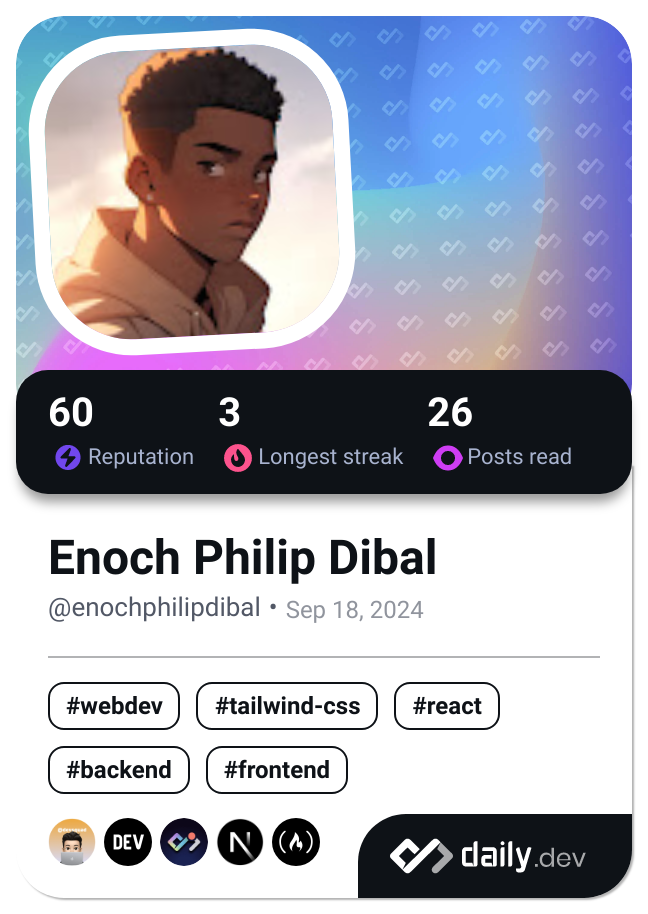 60 3 26
Reputation Longest streak Posts read
Enoch Philip Dibal
@enochphilipdibal • Sep 18, 2024
#webdev #tailwind-css #react
#backend #frontend
DEV N
daily.dev